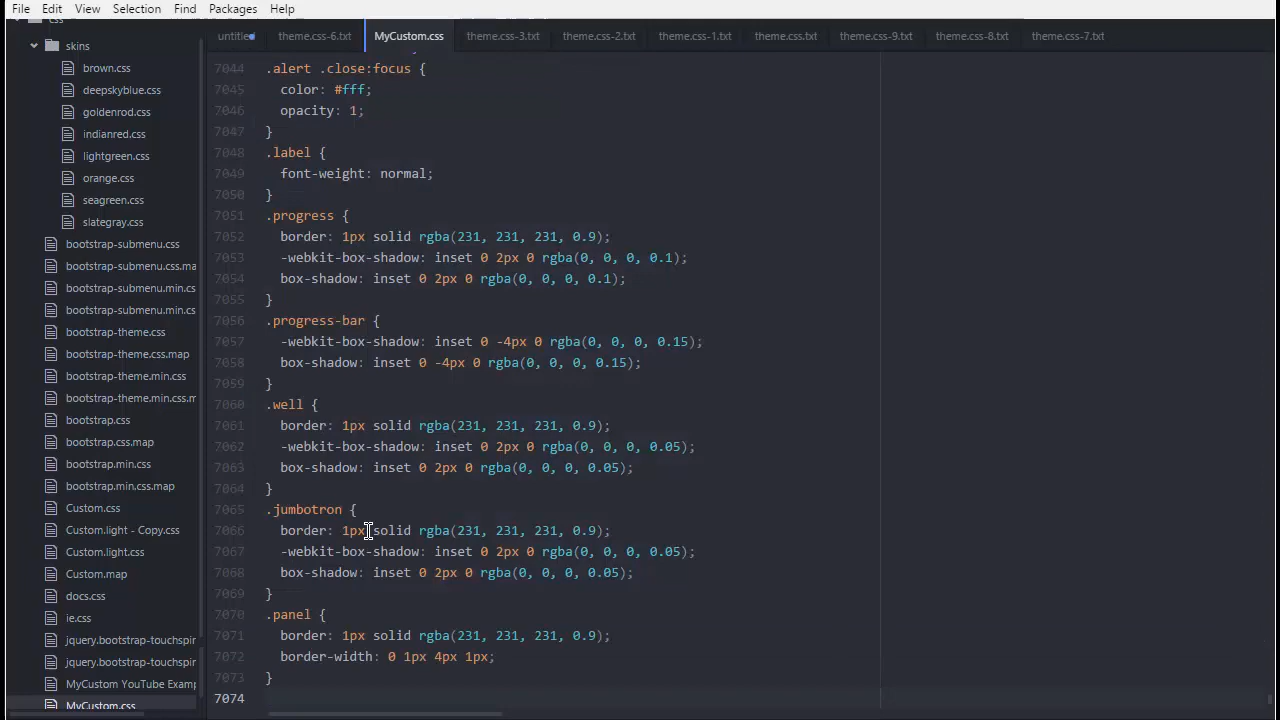 File Edit View Selection Find Packages Help
css
skins
brown.css
deepskyblue.css
goldenrod.css
indianred.css
lightgreen.css
orange.css
seagreen.css
slategray.css
bootstrap-submenu.css
bootstrap-submenu.css.ma
bootstrap-submenu.min.cs
bootstrap-submenu.min.cs
bootstrap-theme.css
bootstrap-theme.css.map
bootstrap-theme.min.css
bootstrap-theme.min.css.m
bootstrap.css
bootstrap.css.map
bootstrap.min.css
bootstrap.min.css.map
Custom.css
Custom.light - Copy.css
Custom.light.css
Custom.map
docs.css
ie.css
jquery.bootstrap-touchspir
jquery.bootstrap-touchspir
MyCustom YouTube Examp
MyCustom.css
untitled theme.css-6.txt MyCustom.css theme.css-3.txt theme.css-2.txt theme.css-1.txt theme.css.txt theme.css-9.txt theme.css-8.txt theme.css-7.txt
7044 .alert .close:focus {
7045 color: #fff;
7046 opacity: 1;
7047 }
7048 .label {
7049 font-weight: normal;
7050 }
7051 .progress {
7052 border: 1px solid rgba(231, 231, 231, 0.9);
7053 -webkit-box-shadow: inset 0 2px 0 rgba(0, 0, 0, 0.1);
7054 box-shadow: inset 0 2px 0 rgba(0, 0, 0, 0.1);
7055 }
7056 .progress-bar {
7057 -webkit-box-shadow: inset 0 -4px 0 rgba(0, 0, 0, 0.15);
7058 box-shadow: inset 0 -4px 0 rgba(0, 0, 0, 0.15);
7059 }
7060 .well {
7061 border: 1px solid rgba(231, 231, 231, 0.9);
7062 -webkit-box-shadow: inset 0 2px 0 rgba(0, 0, 0, 0.05);
7063 box-shadow: inset 0 2px 0 rgba(0, 0, 0, 0.05);
7064 }
7065 .jumbotron {
7066 border: 1px solid rgba(231, 231, 231, 0.9);
7067 -webkit-box-shadow: inset 0 2px 0 rgba(0, 0, 0, 0.05);
7068 box-shadow: inset 0 2px 0 rgba(0, 0, 0, 0.05);
7069 }
7070 .panel {
7071 border: 1px solid rgba(231, 231, 231, 0.9);
7072 border-width: 0 1px 4px 1px;
7073 }
7074